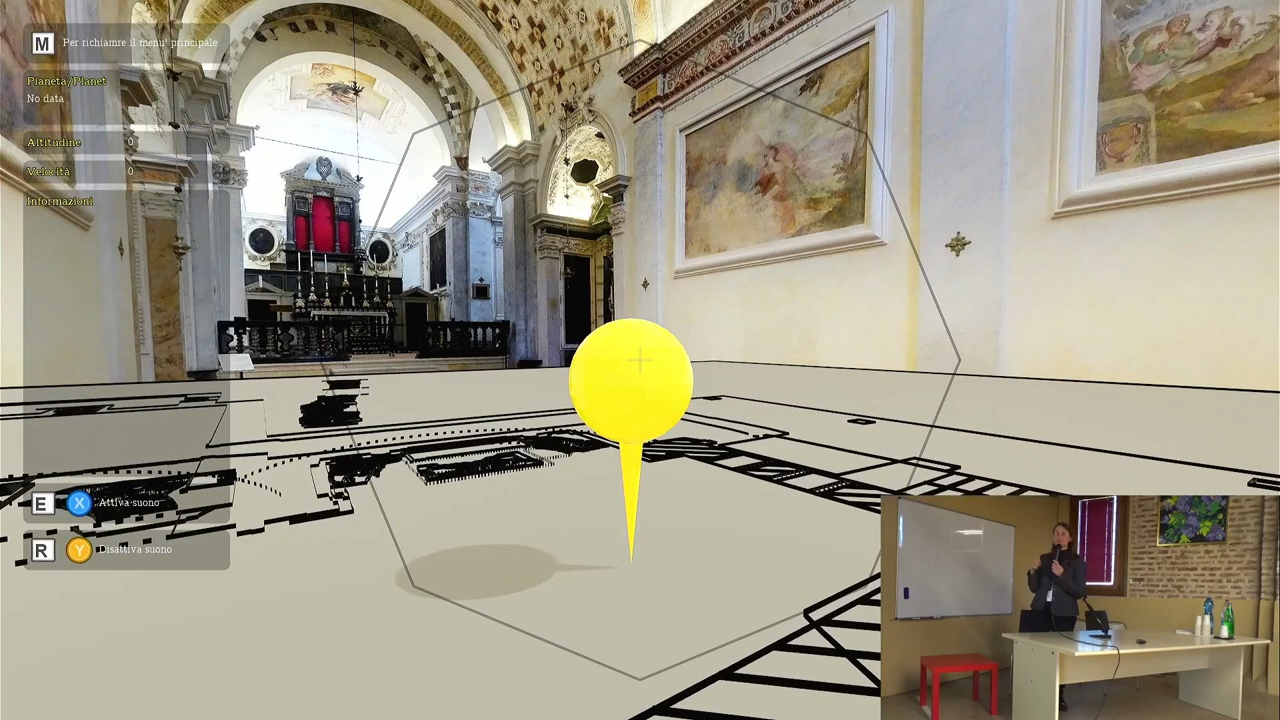 M Per richiamre il menu' principale
Pianeta/Planet
No data
Altitudine 0
Velocità 0
Informazioni
E X : Attiva suono
R Y : Disattiva suono